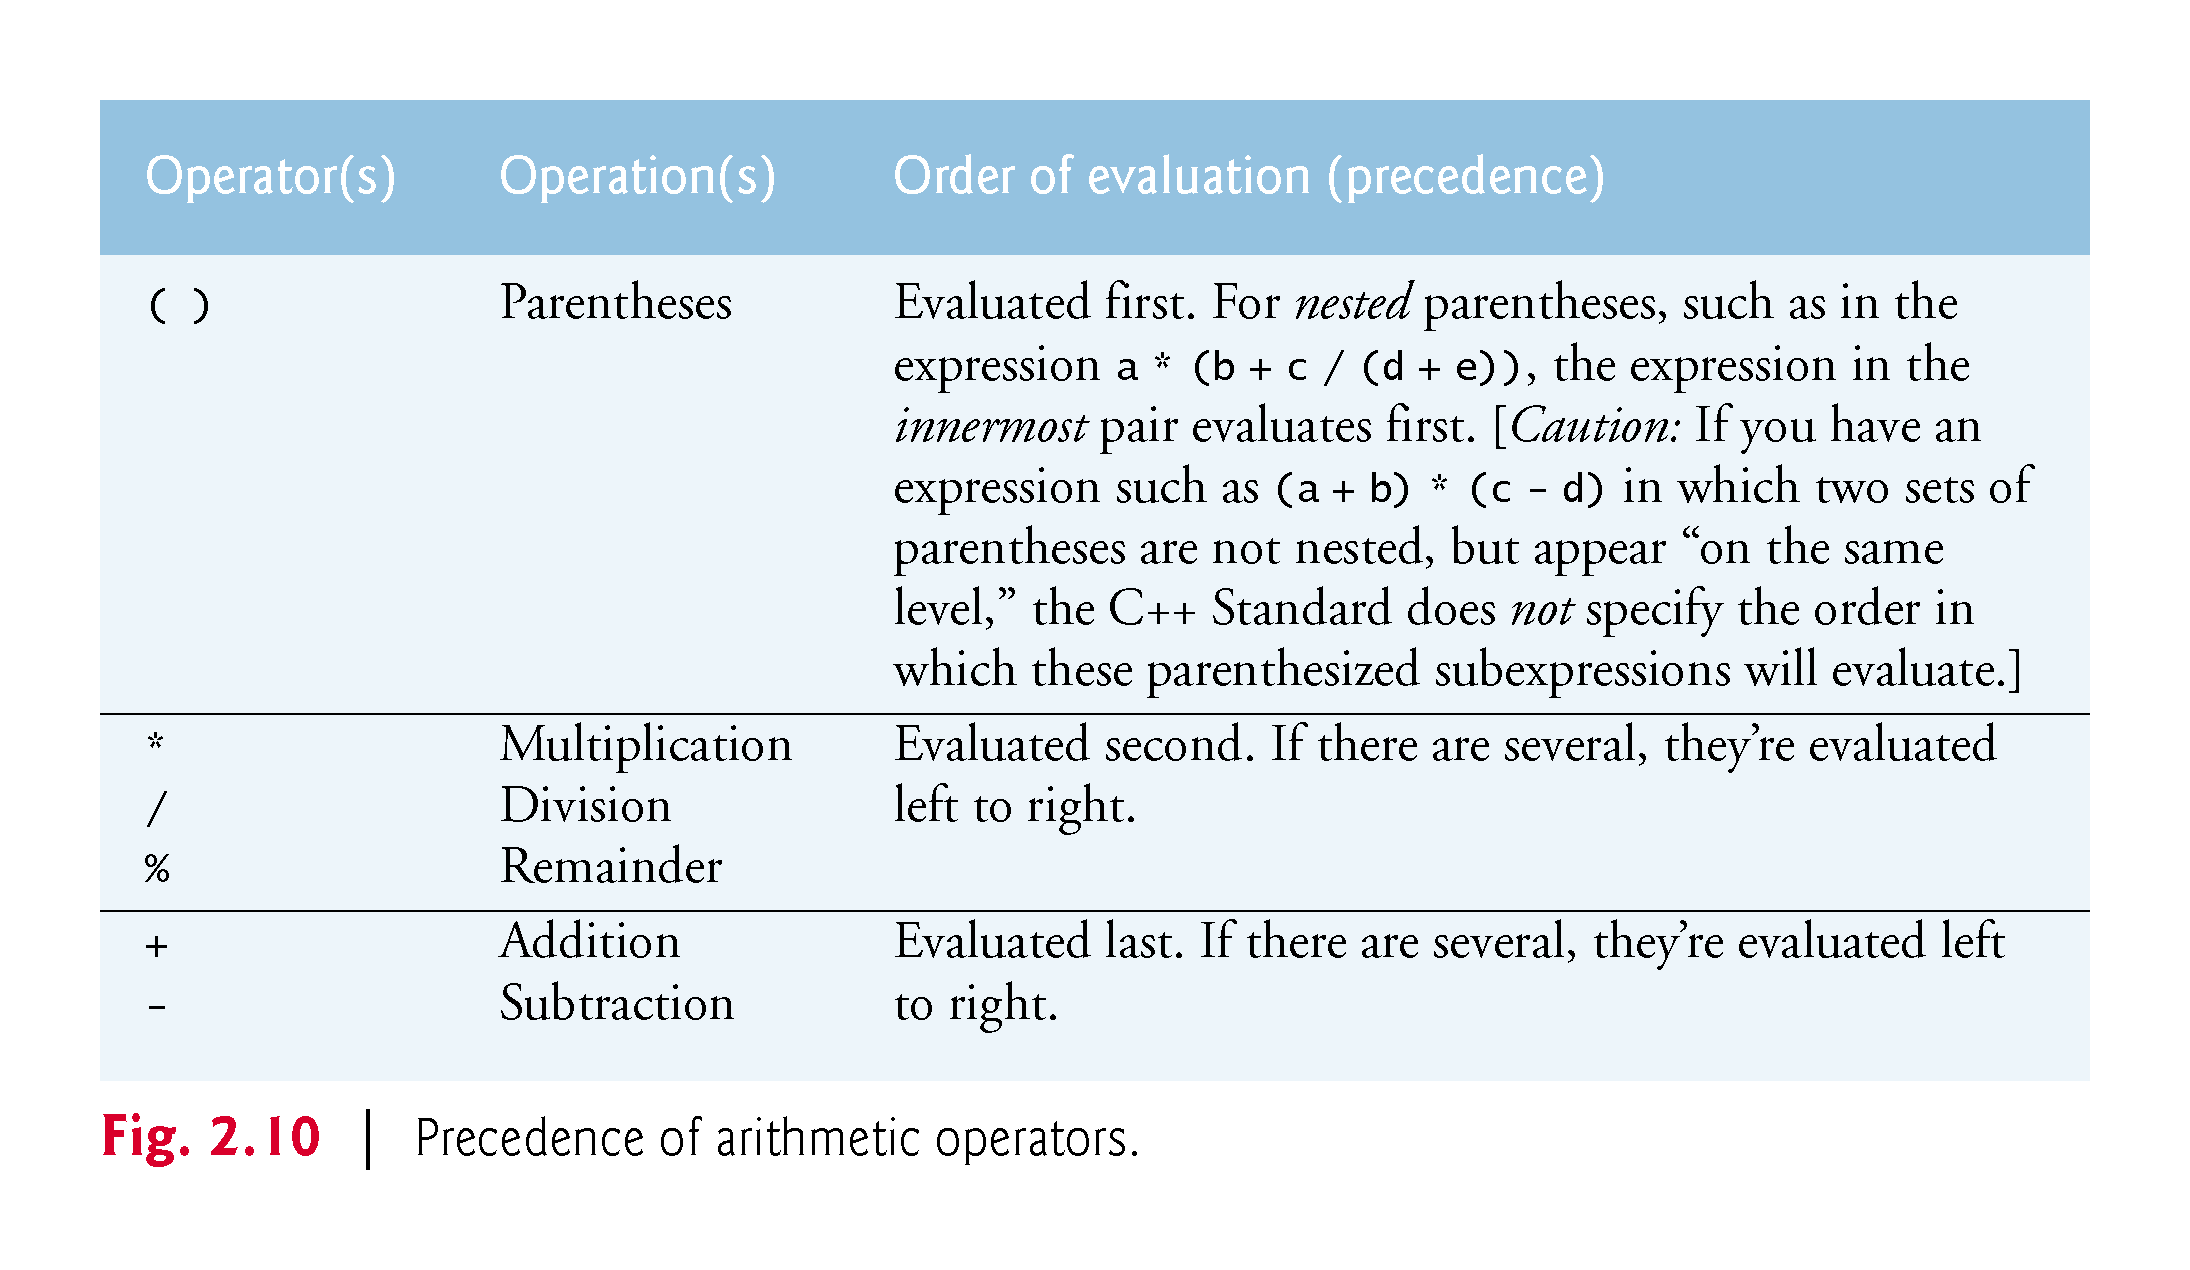 Operator(s) Operation(s) Order of evaluation (precedence)
( ) Parentheses Evaluated first. For nested parentheses, such as in the
expression a * (b + c / (d + e)), the expression in the
innermost pair evaluates first. [Caution: If you have an
expression such as (a + b) * (c - d) in which two sets of
parentheses are not nested, but appear “on the same
level,” the C++ Standard does not specify the order in
which these parenthesized subexpressions will evaluate.]
* Multiplication Evaluated second. If there are several, they’re evaluated
/ Division left to right.
% Remainder
+ Addition Evaluated last. If there are several, they’re evaluated left
- Subtraction to right.
Fig. 2.10 | Precedence of arithmetic operators.